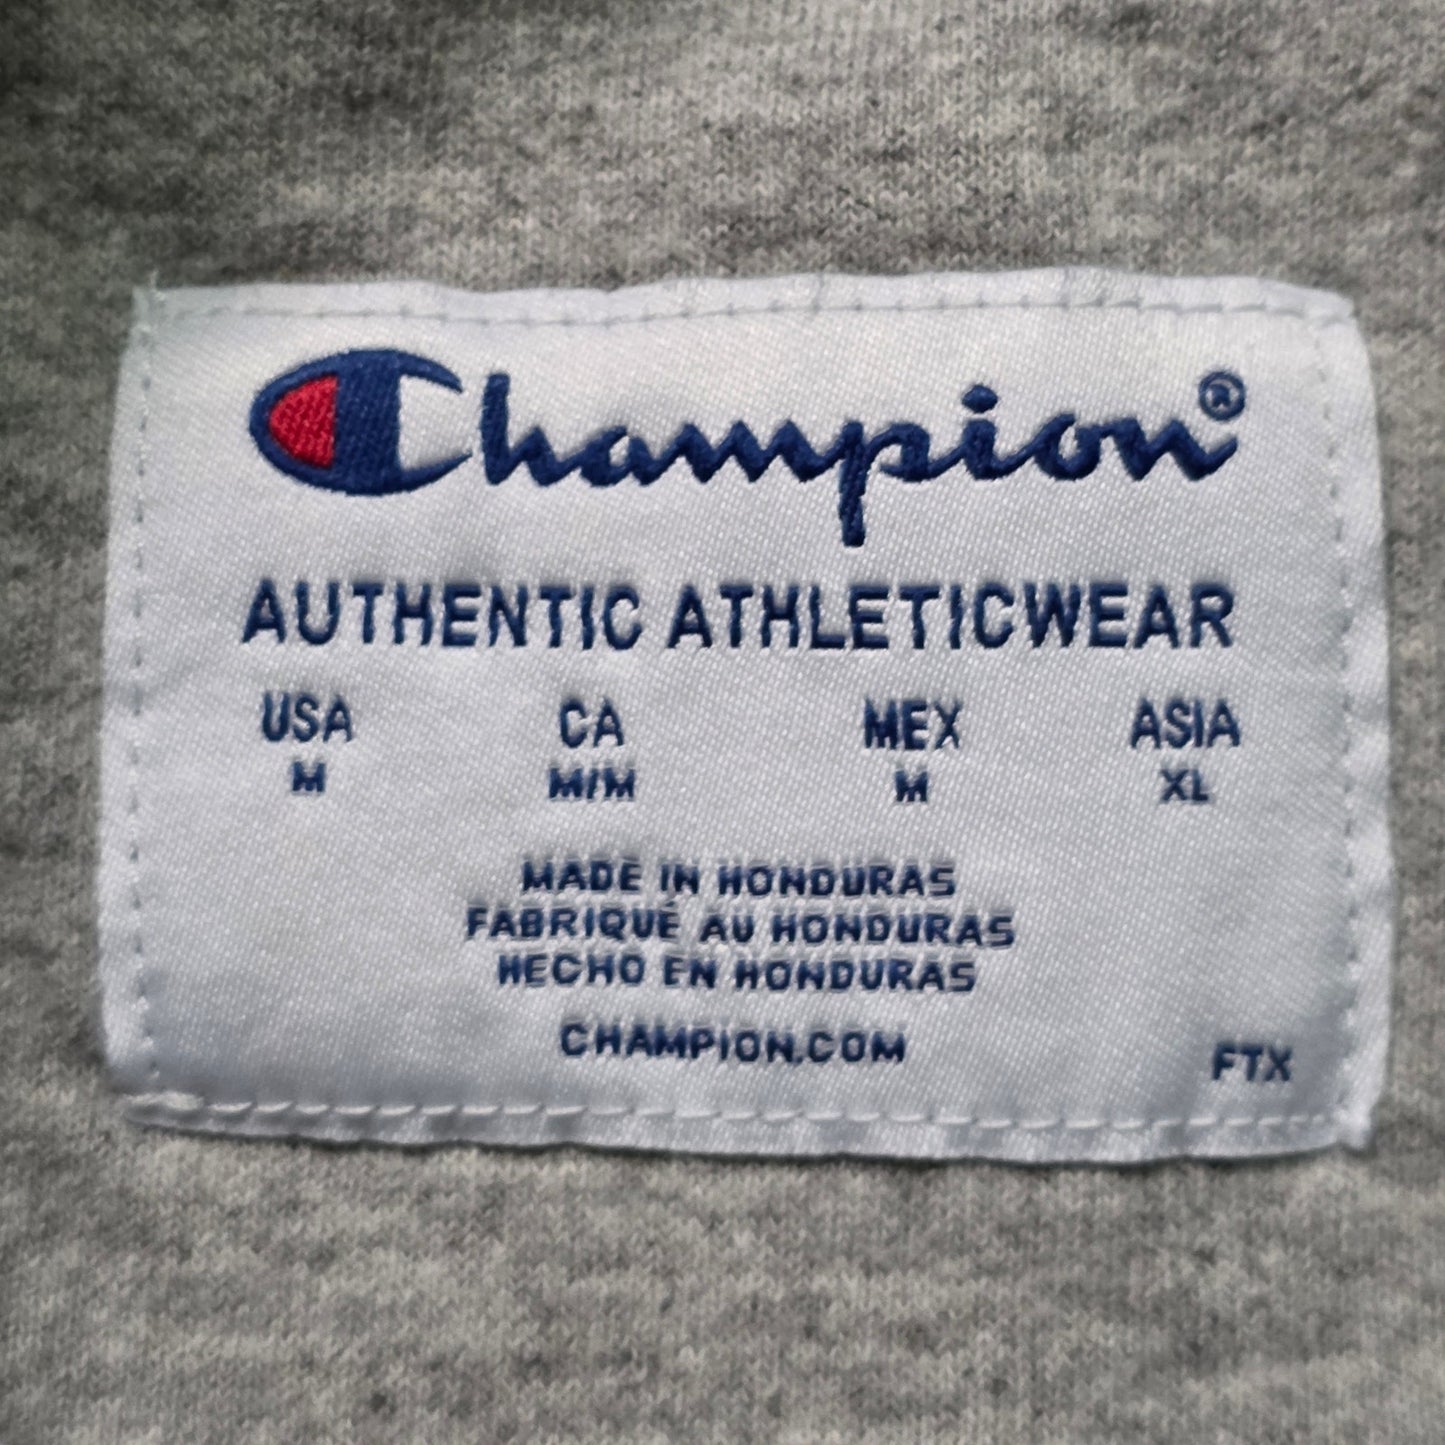 Champion®
AUTHENTIC ATHLETICWEAR
USA CA MEX ASIA
M M/M M XL
MADE IN HONDURAS
FABRIQUÉ AU HONDURAS
HECHO EN HONDURAS
CHAMPION.COM
FTX